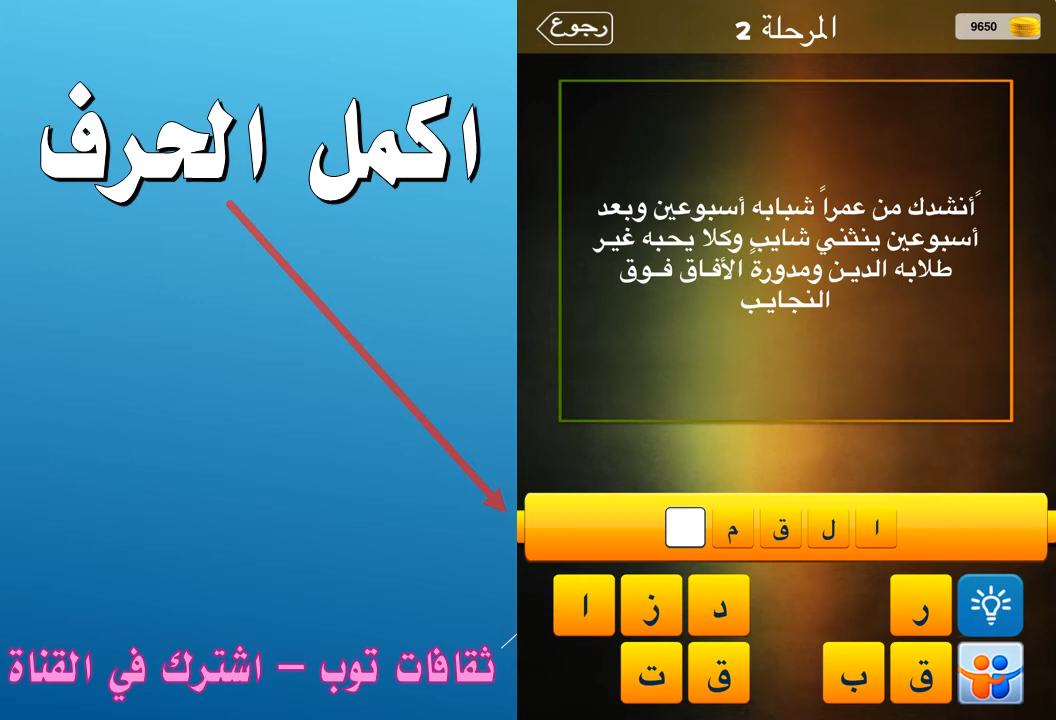 اكمل الحرف
ثقافات توب – اشترك في القناة
رجوع
المرحلة 2
9650
ًأنشدك من عمراً شبابه أسبوعين وبعد
أسبوعين ينثني شايبٍ وكلا يحبه غير
طلابه الدين ومدورةٍ الأفاق فوق
النجايب
ا ل ق م
ر د ز ا
ق ب ق ت